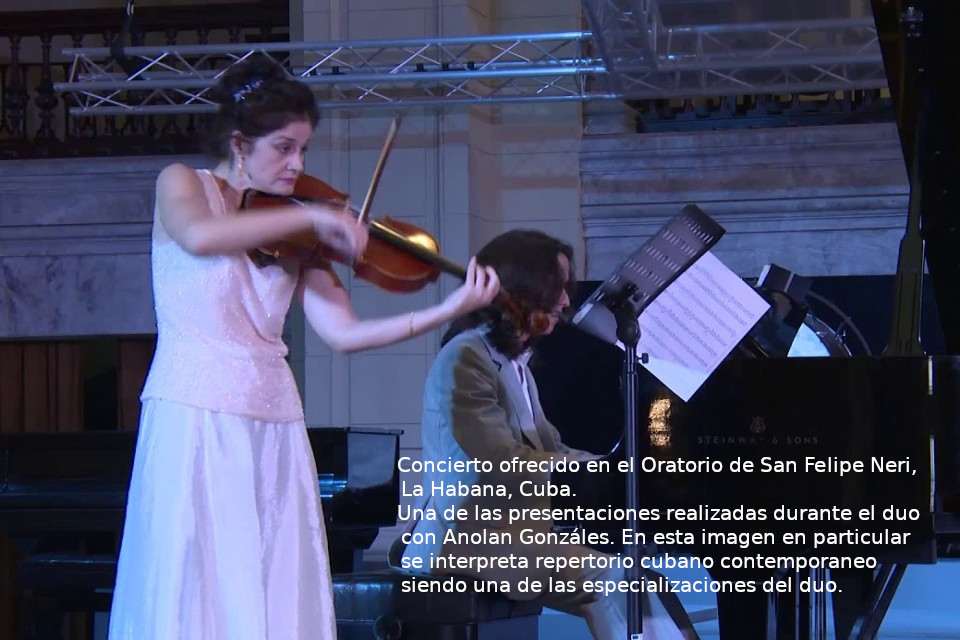 STEINWAY & SONS
Concierto ofrecido en el Oratorio de San Felipe Neri,
La Habana, Cuba.
Una de las presentaciones realizadas durante el duo
con Anolan Gonzáles. En esta imagen en particular
se interpreta repertorio cubano contemporaneo
siendo una de las especializaciones del duo.